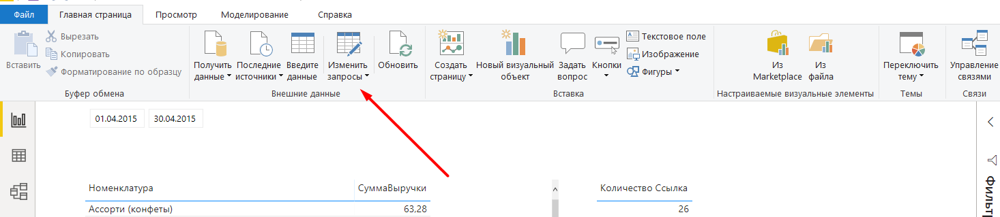 Файл Главная страница Просмотр Моделирование Справка
Вырезать
Копировать
Форматирование по образцу
Вставить
Буфер обмена
Получить данные
Последние источники
Введите данные
Изменить запросы
Обновить
Внешние данные
Создать страницу
Новый визуальный объект
Задать вопрос
Кнопки
Текстовое поле
Изображение
Фигуры
Вставка
Из Marketplace
Из файла
Настраиваемые визуальные элементы
Переключить тему
Темы
Управление связями
Связи
01.04.2015 30.04.2015
Номенклатура СуммаВыручки
Ассорти (конфеты) 63,28
Количество Ссылка
26